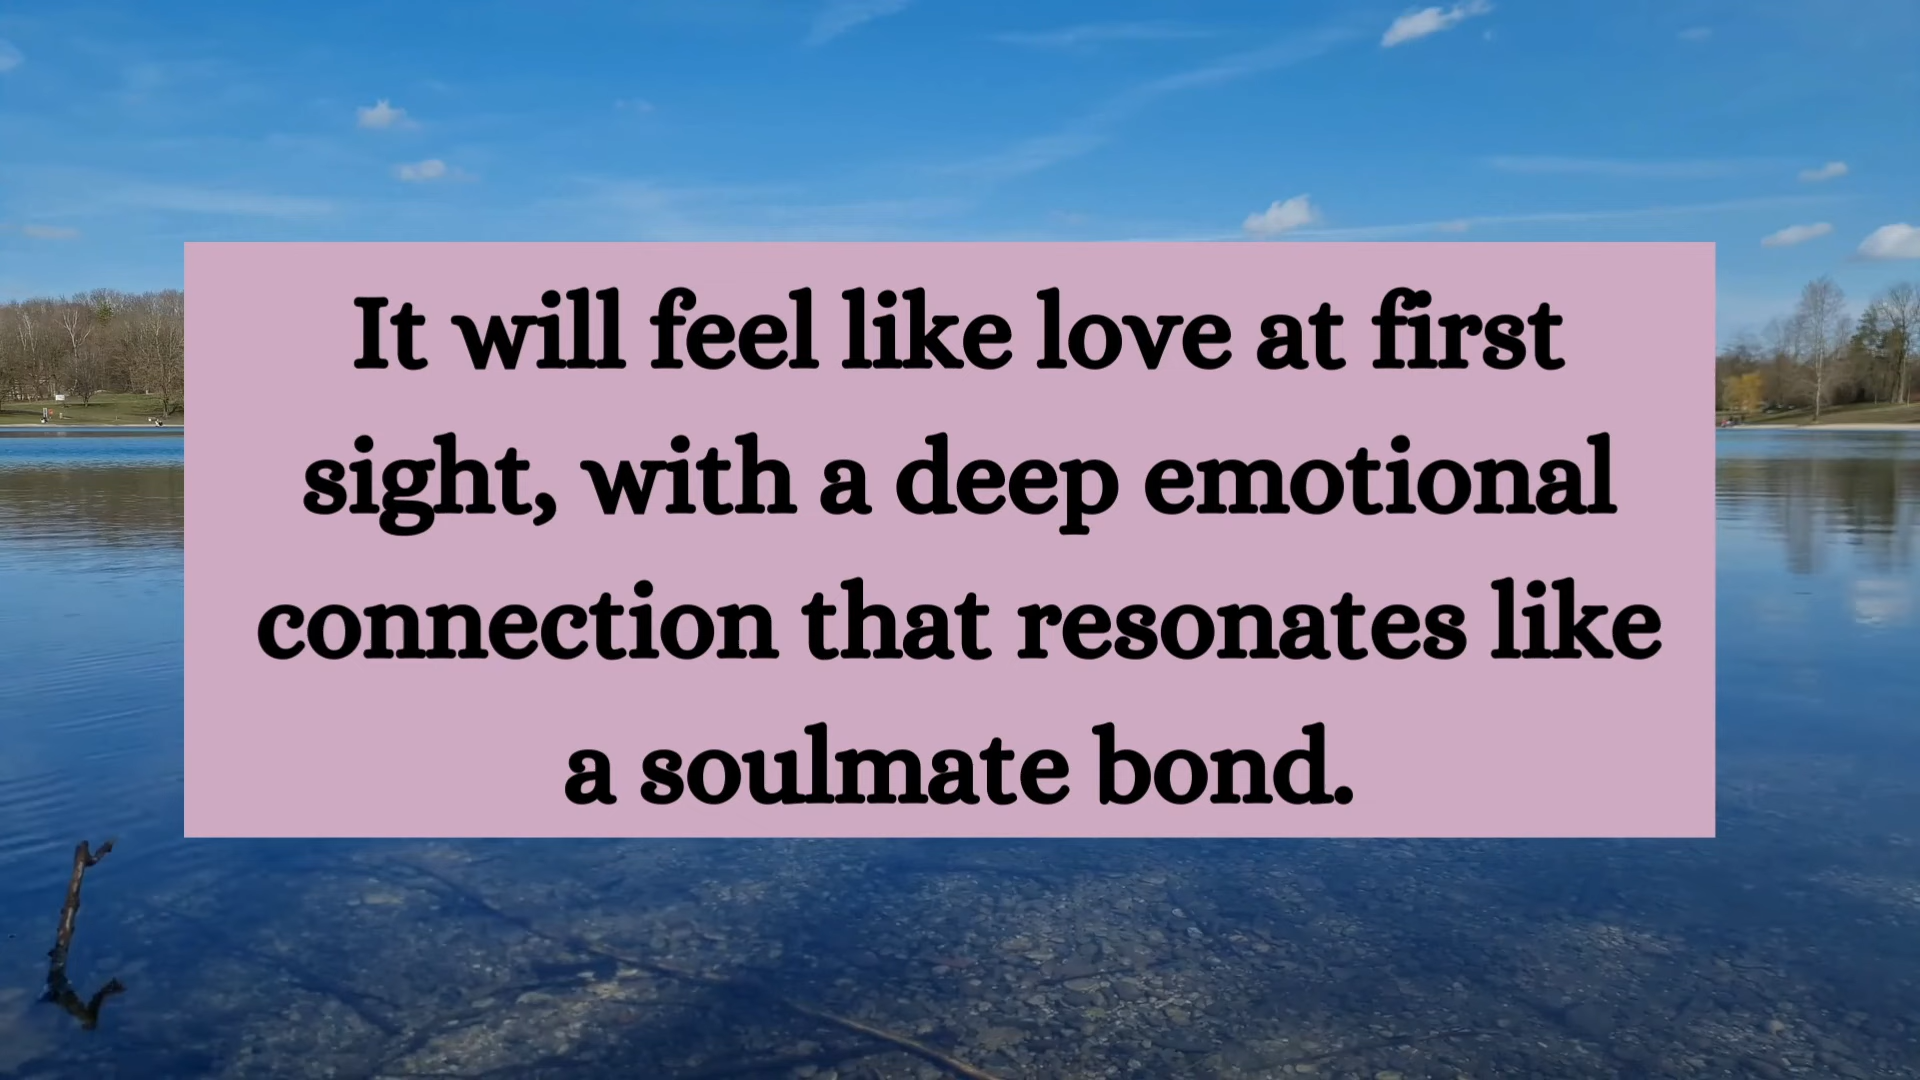 It will feel like love at first
sight, with a deep emotional
connection that resonates like
a soulmate bond.